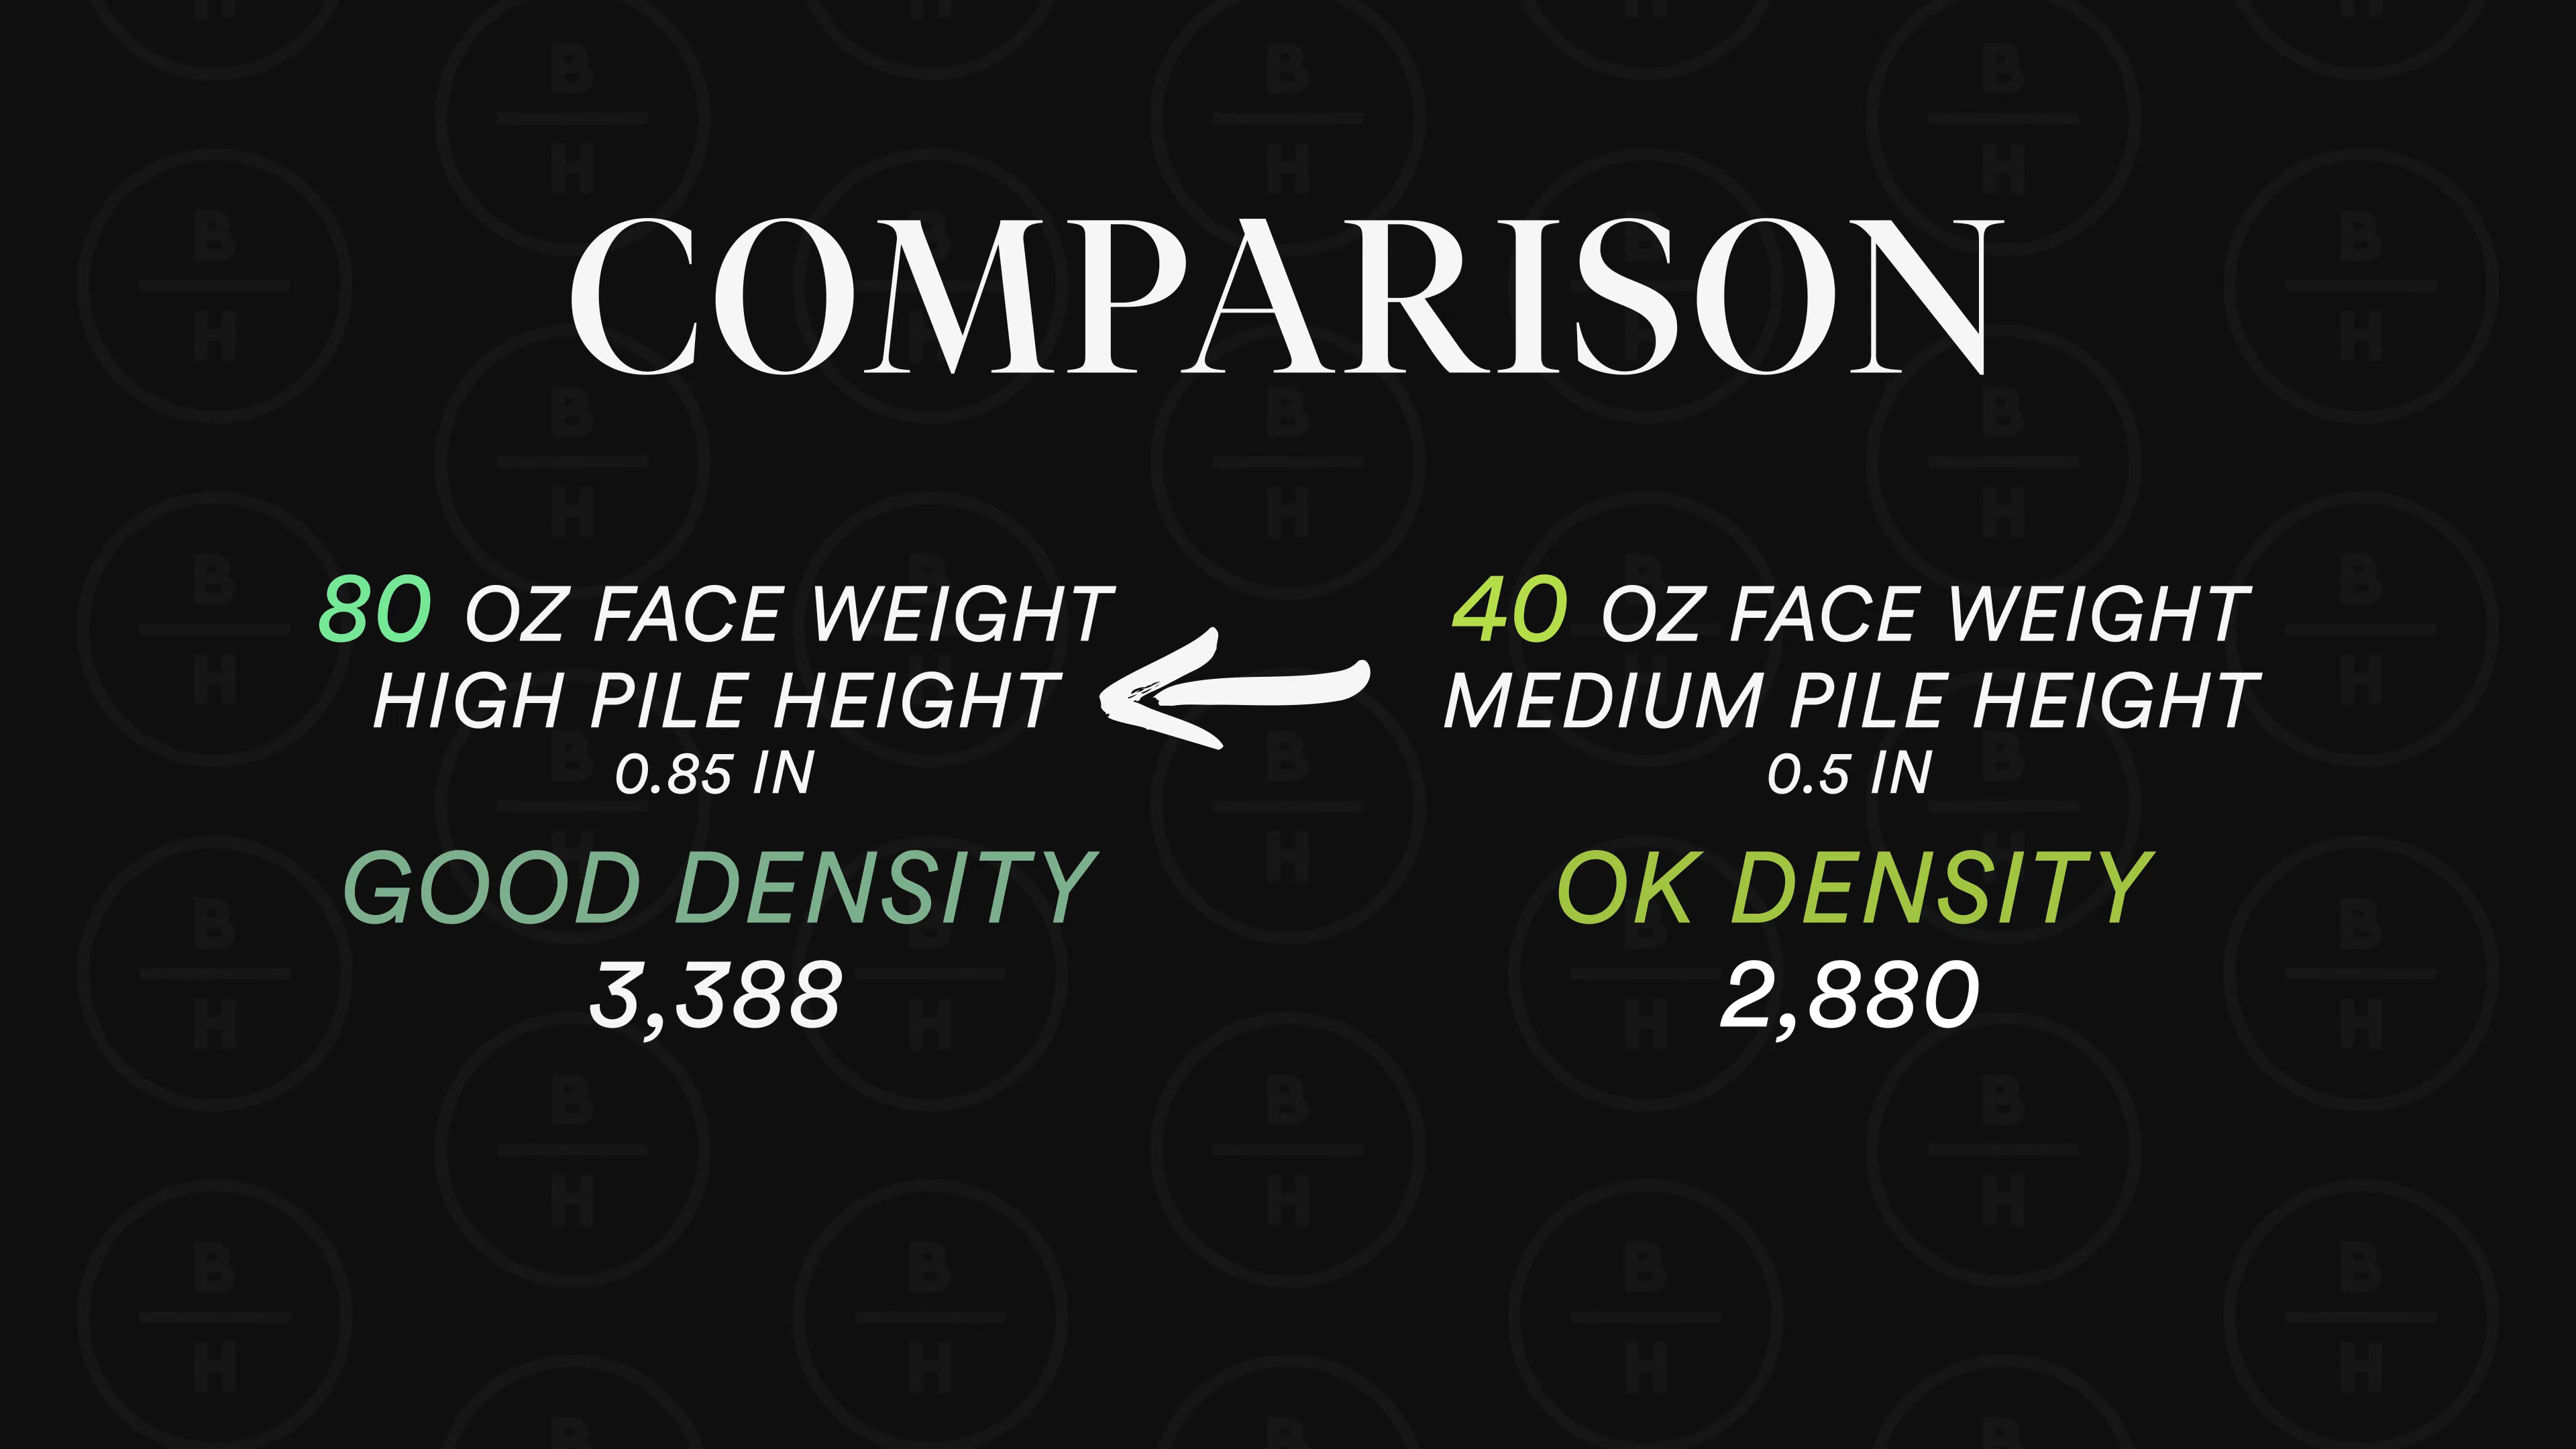 COMPARISON
80 OZ FACE WEIGHT
HIGH PILE HEIGHT
0.85 IN
GOOD DENSITY
3,388
40 OZ FACE WEIGHT
MEDIUM PILE HEIGHT
0.5 IN
OK DENSITY
2,880
B
H